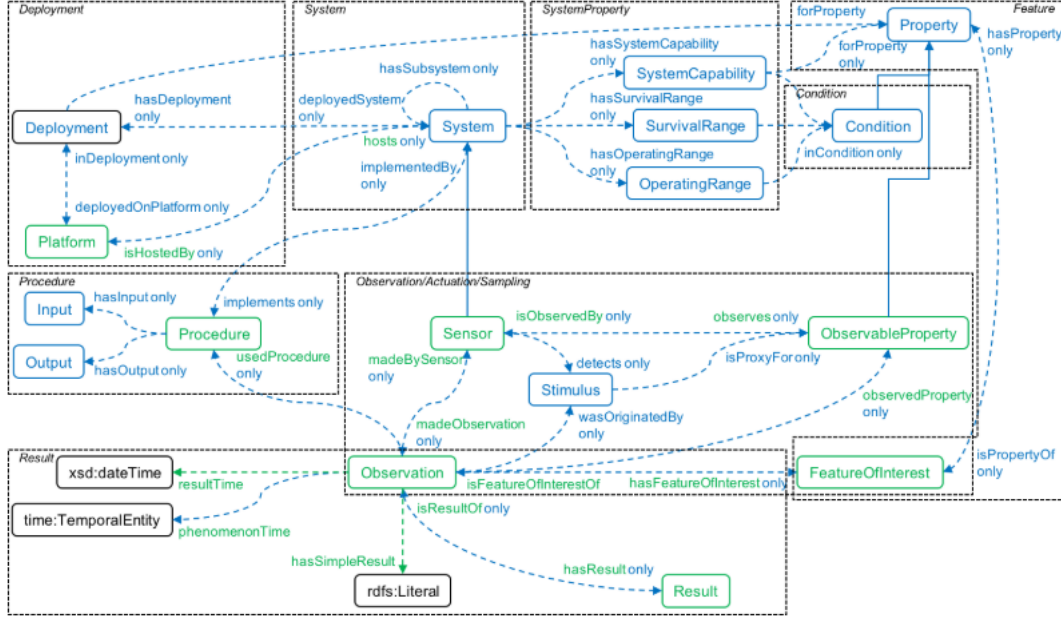 Deployment
System
SystemProperty
Feature
forProperty
Property
hasProperty
only
hasSystemCapability
only
forProperty
only
hasSubsystem only
SystemCapability
hasDeployment
only
deployedSystem
only
hasSurvivalRange
only
Condition
Deployment
System
SurvivalRange
Condition
hosts only
inDeployment only
implementedBy
only
hasOperatingRange
only
inCondition only
OperatingRange
deployedOnPlatform only
Platform
isHostedBy only
Procedure
Observation/Actuation/Sampling
hasInput only
implements only
Input
Procedure
Sensor
isObservedBy only
observes only
ObservableProperty
Output
hasOutput only
usedProcedure
only
madeBySensor
only
detects only
isProxyFor only
Stimulus
observedProperty
only
madeObservation
only
wasOriginatedBy
only
Result
isPropertyOf
only
xsd:dateTime
resultTime
Observation
isFeatureOfInterestOf
hasFeatureOfInterest only
FeatureOfInterest
time:TemporalEntity
phenomenonTime
isResultOf only
hasSimpleResult
hasResult only
rdfs:Literal
Result